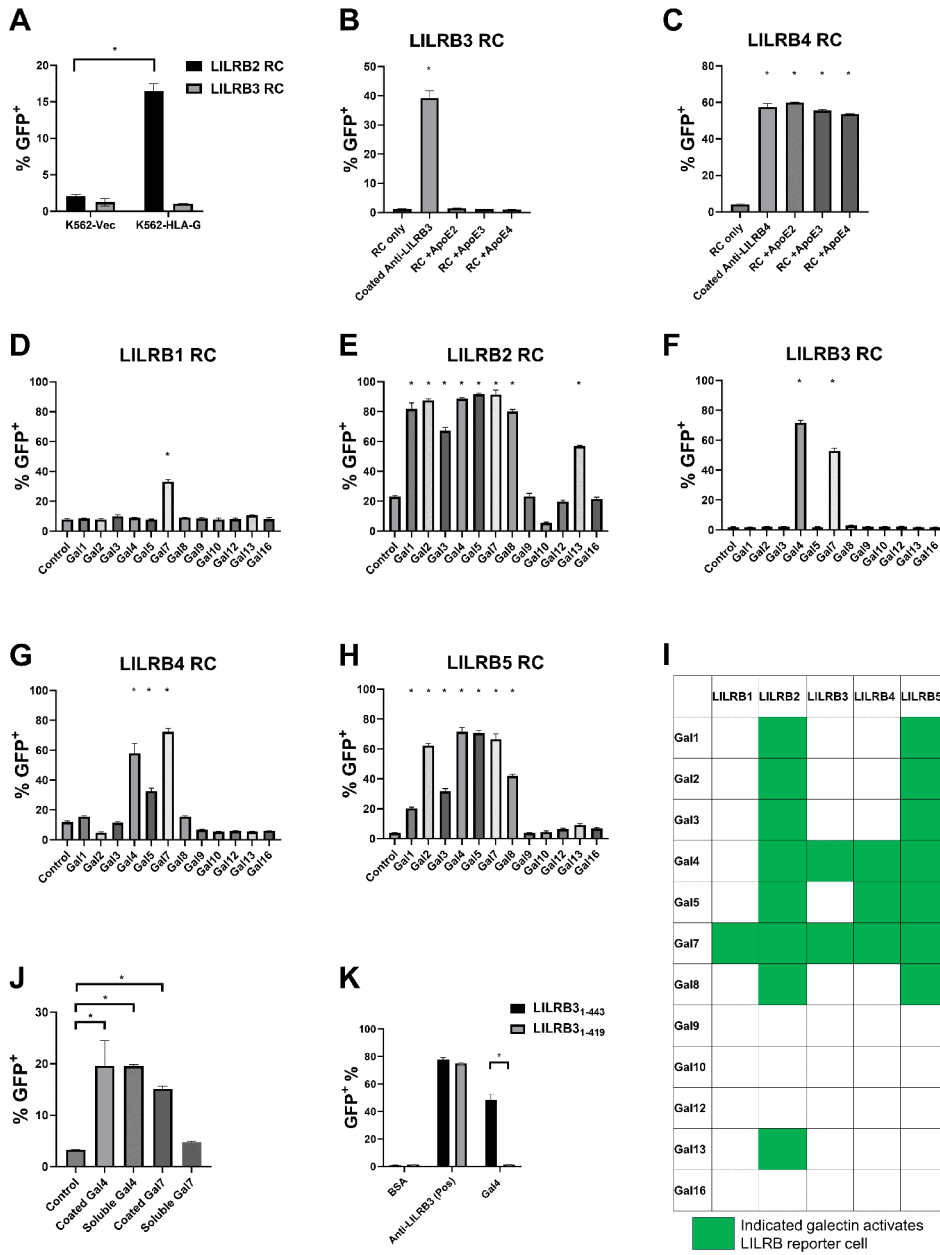 A
LILRB2 RC
LILRB3 RC
*
% GFP+
20
15
10
5
0
K562-Vec
K562-HLA-G
B
LILRB3 RC
*
% GFP+
50
40
30
20
10
0
RC only
Coated Anti-LILRB3
RC +ApoE2
RC +ApoE3
RC +ApoE4
C
LILRB4 RC
* * * *
% GFP+
80
60
40
20
0
RC only
Coated Anti-LILRB4
RC +ApoE2
RC +ApoE3
RC +ApoE4
D
LILRB1 RC
*
% GFP+
100
80
60
40
20
0
Control
Gal1
Gal2
Gal3
Gal4
Gal5
Gal7
Gal8
Gal9
Gal10
Gal12
Gal13
Gal16
E
LILRB2 RC
* * * * * * * *
% GFP+
100
80
60
40
20
0
Control
Gal1
Gal2
Gal3
Gal4
Gal5
Gal7
Gal8
Gal9
Gal10
Gal12
Gal13
Gal16
F
LILRB3 RC
* *
% GFP+
100
80
60
40
20
0
Control
Gal1
Gal2
Gal3
Gal4
Gal5
Gal7
Gal8
Gal9
Gal10
Gal12
Gal13
Gal16
G
LILRB4 RC
* * *
% GFP+
100
80
60
40
20
0
Control
Gal1
Gal2
Gal3
Gal4
Gal5
Gal7
Gal8
Gal9
Gal10
Gal12
Gal13
Gal16
H
LILRB5 RC
* * * * * * *
% GFP+
100
80
60
40
20
0
Control
Gal1
Gal2
Gal3
Gal4
Gal5
Gal7
Gal8
Gal9
Gal10
Gal12
Gal13
Gal16
I
LILRB1 LILRB2 LILRB3 LILRB4 LILRB5
Gal1
Gal2
Gal3
Gal4
Gal5
Gal7
Gal8
Gal9
Gal10
Gal12
Gal13
Gal16
Indicated galectin activates
LILRB reporter cell
J
*
*
*
% GFP+
30
20
10
0
Control
Coated Gal4
Soluble Gal4
Coated Gal7
Soluble Gal7
K
LILRB3 1-443
LILRB3 1-419
*
GFP+ %
100
80
60
40
20
0
BSA
Anti-LILRB3 (Pos)
Gal4